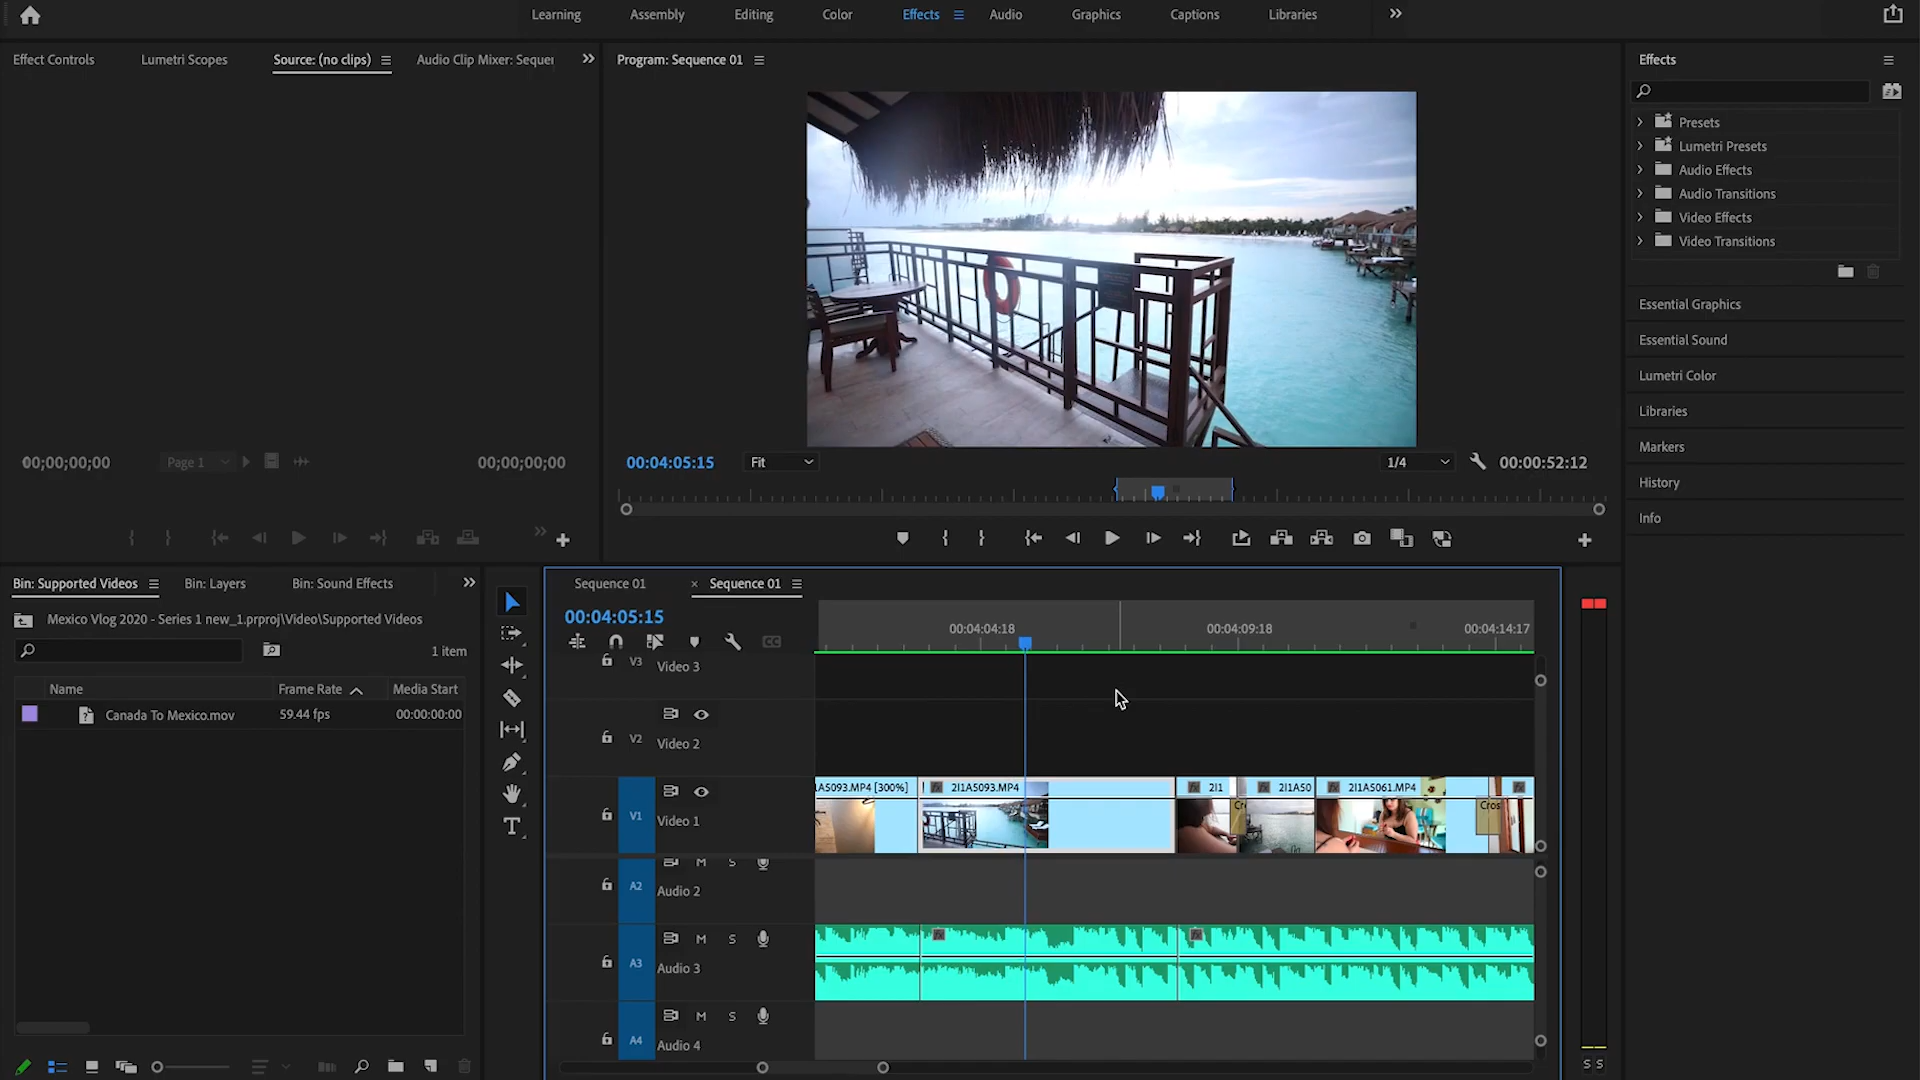 Learning Assembly Editing Color Effects Audio Graphics Captions Libraries
Effect Controls Lumetri Scopes Source: (no clips) Audio Clip Mixer: Sequer
Program: Sequence 01
Effects
Presets
Lumetri Presets
Audio Effects
Audio Transitions
Video Effects
Video Transitions
Essential Graphics
Essential Sound
Lumetri Color
Libraries
Markers
History
Info
00;00;00;00 Page 1 00;00;00;00
00:04:05:15 Fit 1/4 00:00:52:12
Bin: Supported Videos Bin: Layers Bin: Sound Effects
Mexico Vlog 2020 - Series 1 new_1.prproj\Video\Supported Videos
1 item
Name Frame Rate Media Start
Canada To Mexico.mov 59.44 fps 00:00:00:00
Sequence 01 × Sequence 01
00:04:05:15
00:04:04:18 00:04:09:18 00:04:14:17
V3 Video 3
V2 Video 2
V1 Video 1
1A5093.MP4 [300%] 2I1A5093.MP4 2I1 2I1A50 2I1A5061.MP4
Cr Cros
M S
A2 Audio 2
M S
A3 Audio 3
M S
A4 Audio 4
S S